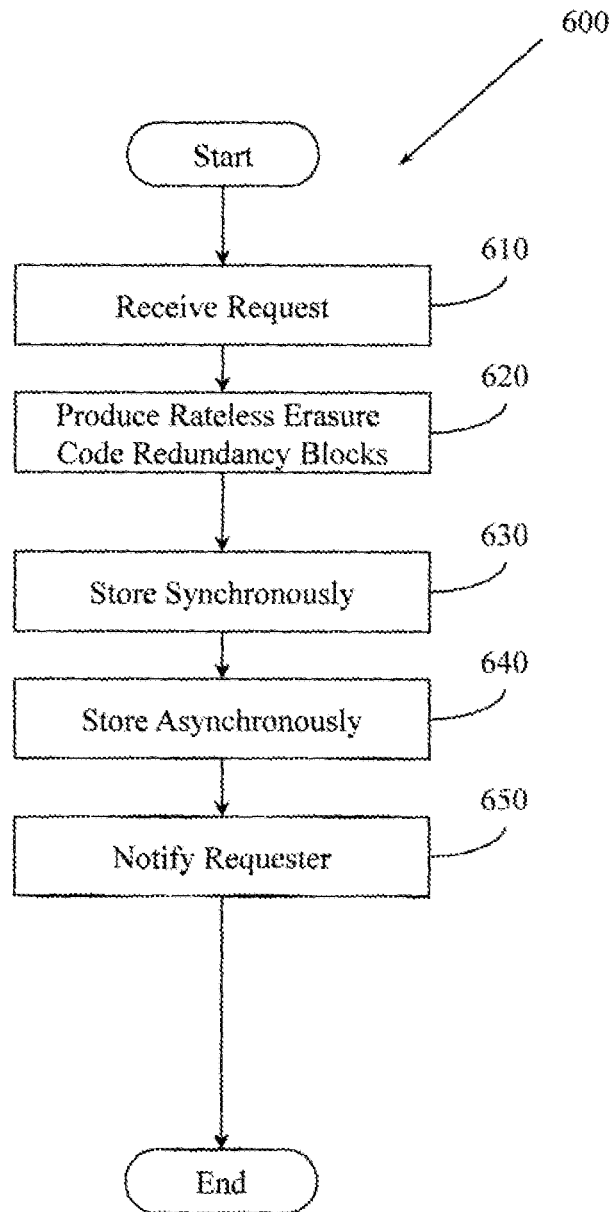 600
Start
610
Receive Request
620
Produce Rateless Erasure
Code Redundancy Blocks
630
Store Synchronously
640
Store Asynchronously
650
Notify Requester
End